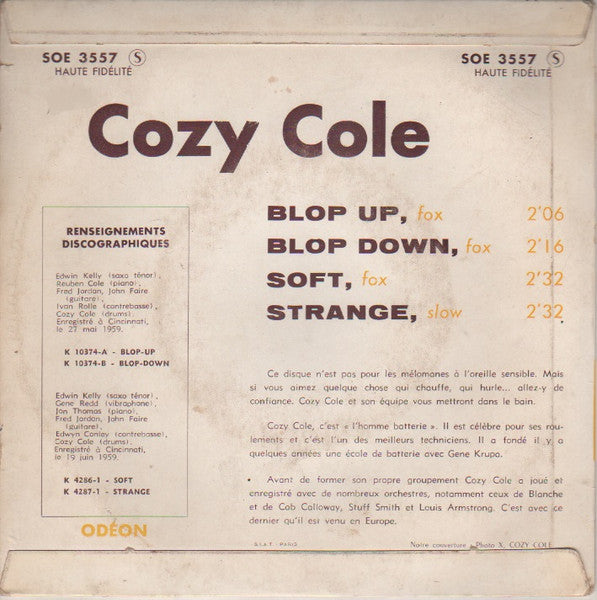 SOE 3557 Ⓢ
HAUTE FIDÉLITÉ
SOE 3557 Ⓢ
HAUTE FIDÉLITÉ
Cozy Cole
BLOP UP, fox 2'06
BLOP DOWN, fox 2'16
SOFT, fox 2'32
STRANGE, slow 2'32
RENSEIGNEMENTS
DISCOGRAPHIQUES
Edwin Kelly (saxo ténor),
Reuben Cole (piano),
Fred Jordan, John Faire
(guitare),
Ivan Rolle (contrebasse),
Cozy Cole (drums).
Enregistré à Cincinnati,
le 27 mai 1959.
K 10374-A - BLOP-UP
K 10374-B - BLOP-DOWN
Edwin Kelly (saxo ténor),
Gene Redd (vibraphone),
Jon Thomas (piano),
Fred Jordan, John Faire
(guitare),
Edwyn Conley (contrebasse),
Cozy Cole (drums).
Enregistré à Cincinnati,
le 19 juin 1959.
K 4286-1 - SOFT
K 4287-1 - STRANGE
ODÉON
Ce disque n'est pas pour les mélomanes à l'oreille sensible. Mais
si vous aimez quelque chose qui chauffe, qui hurle... allez-y de
confiance. Cozy Cole et son équipe vous mettront dans le bain.
Cozy Cole, c'est « l'homme batterie ». Il est célèbre pour ses rou-
lements et c'est l'un des meilleurs techniciens. Il a fondé il y a
quelques années une école de batterie avec Gene Krupa.
Avant de former son propre groupement Cozy Cole a joué et
enregistré avec de nombreux orchestres, notamment ceux de Blanche
et de Cab Calloway, Stuff Smith et Louis Armstrong. C'est avec ce
dernier qu'il est venu en Europe.
S.I.A.T. - PARIS
Notre couverture : Photo X, COZY COLE